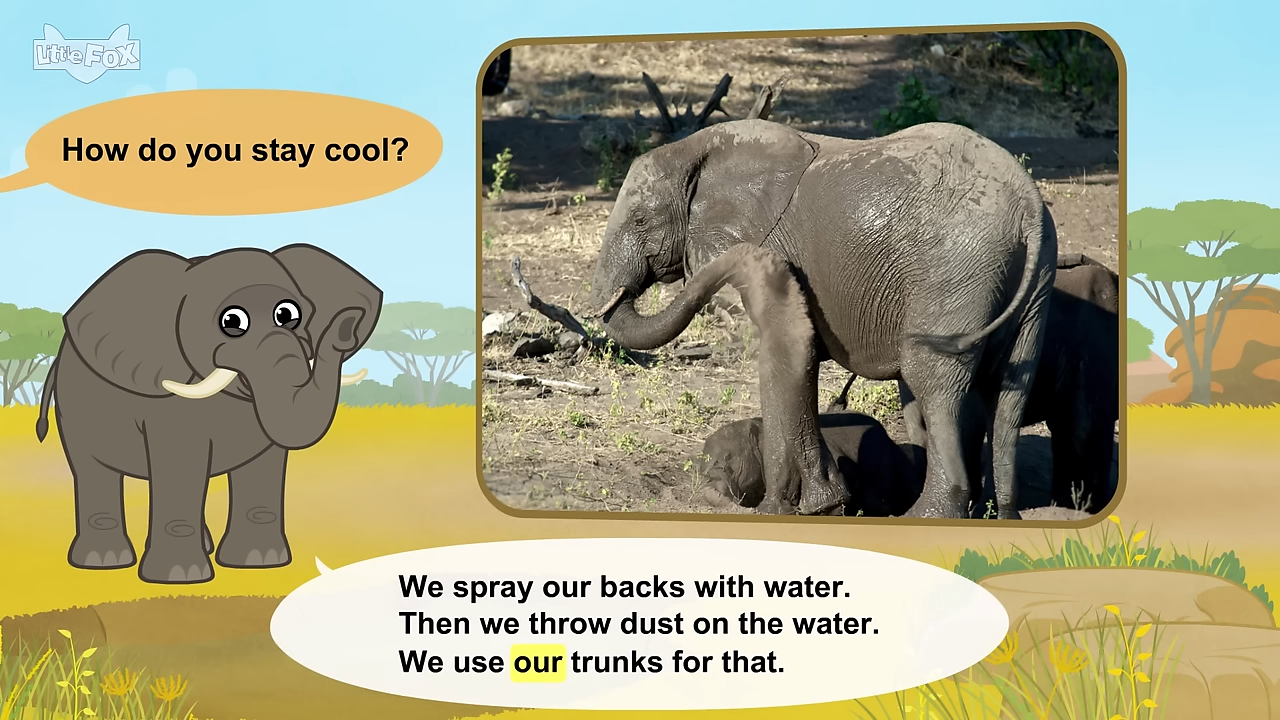 Little Fox
How do you stay cool?
We spray our backs with water.
Then we throw dust on the water.
We use our trunks for that.